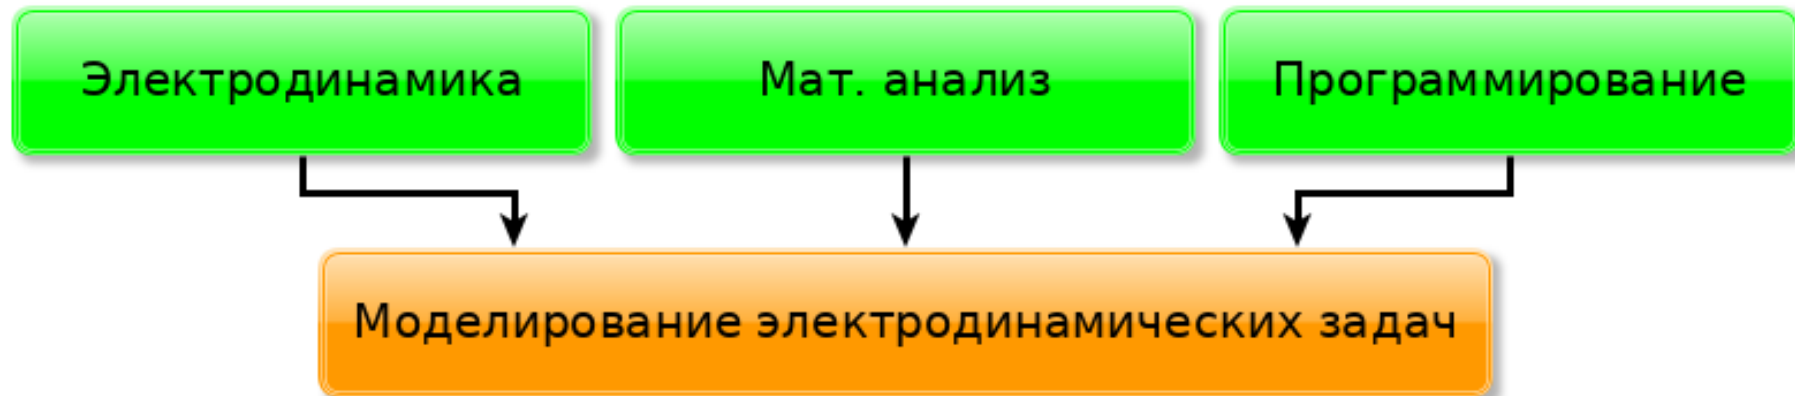 Электродинамика
Мат. анализ
Программирование
Моделирование электродинамических задач